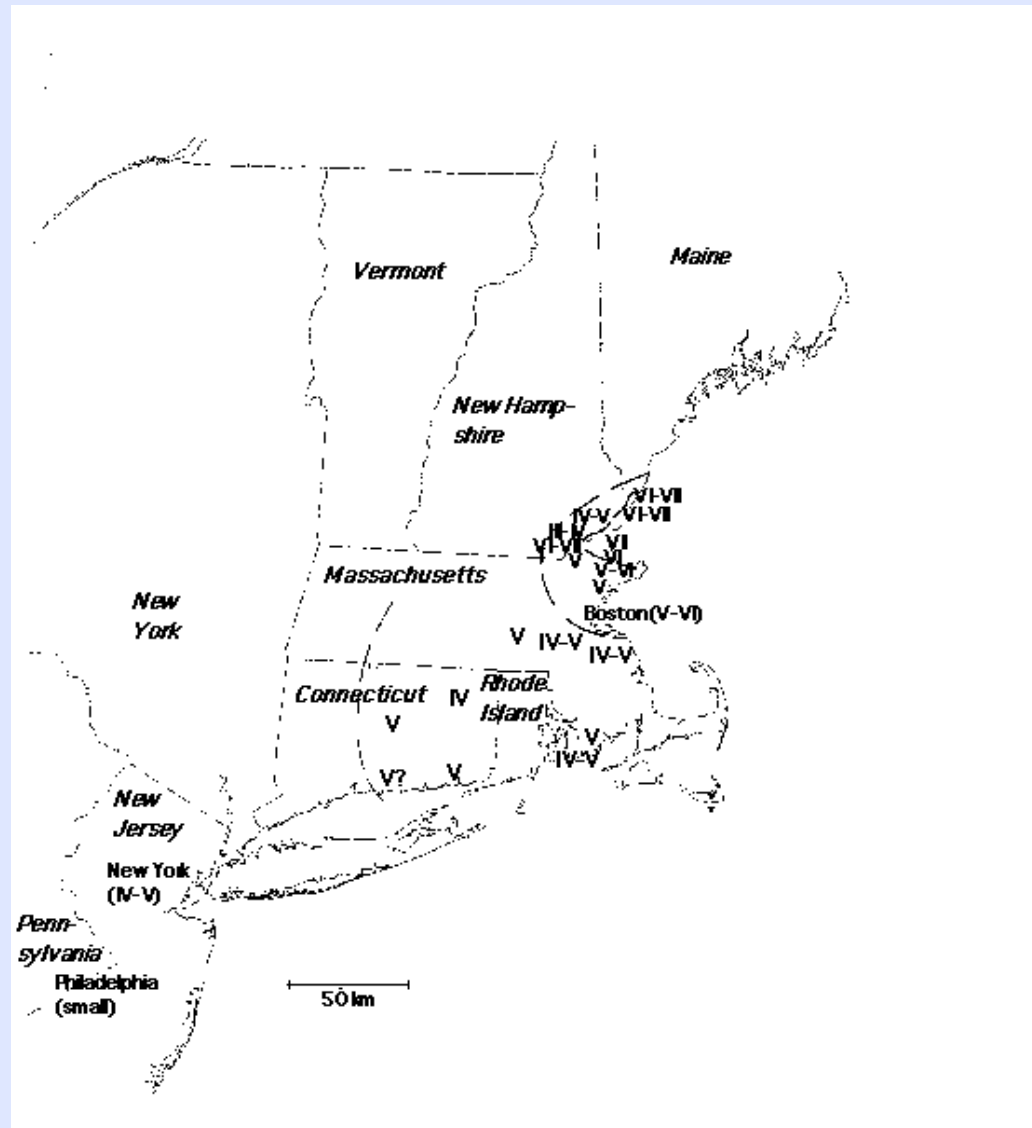 Maine
Vermont
New Hamp-
shire
VI-VII
VI-VII
IV-V
VII
VI
V
V-VI
V
Massachusetts
New
York
Boston(V-VI)
V
IV-V
IV-V
Connecticut
IV
Rhode
Island
V
V
IV-V
V?
V
New
Jersey
New York
(IV-V)
Penn-
sylvania
Philadelphia
(small)
50 km